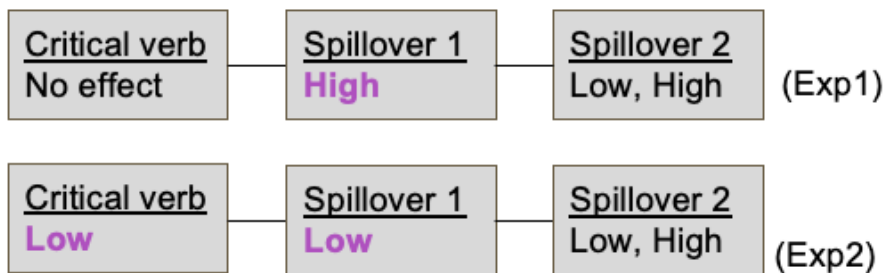 Critical verb
No effect
Spillover 1
High
Spillover 2
Low, High
(Exp1)
Critical verb
Low
Spillover 1
Low
Spillover 2
Low, High
(Exp2)